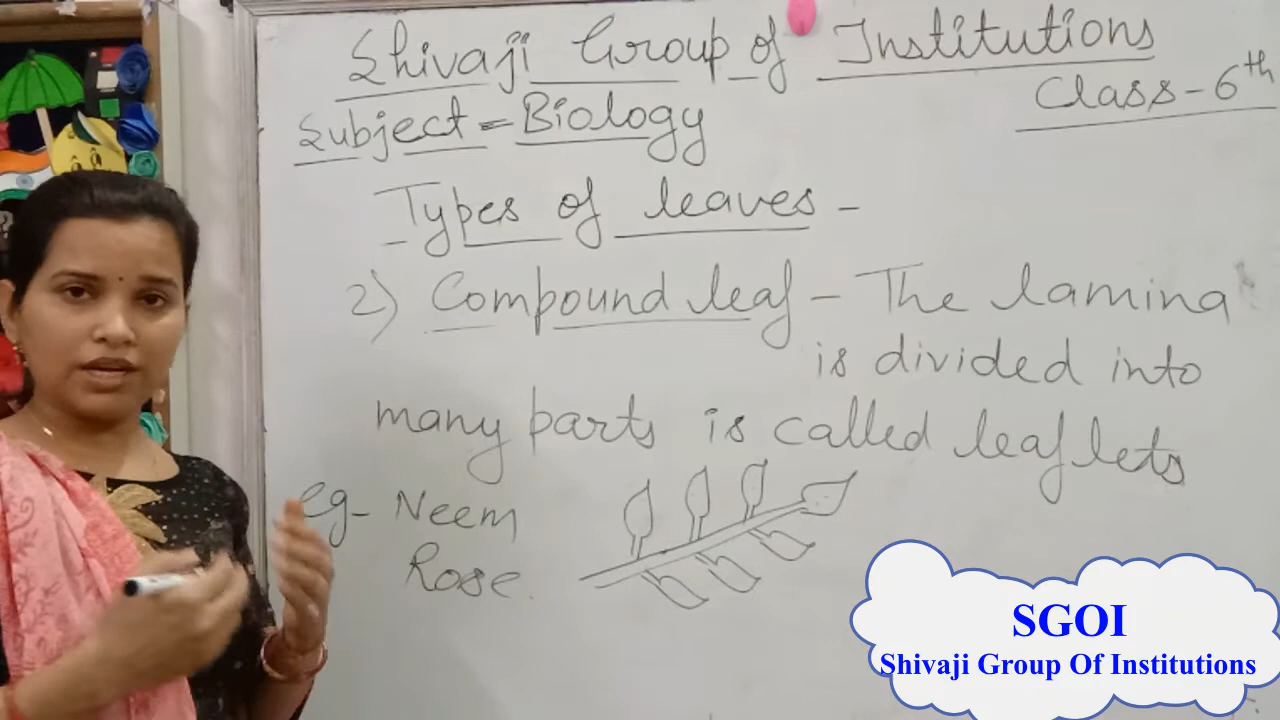 Shivaji Group of Institutions
Class - 6th
Subject = Biology
Types of leaves -
2) Compound leaf - The lamina
is divided into
many parts is called leaflets
eg - Neem
Rose.
SGOI
Shivaji Group Of Institutions